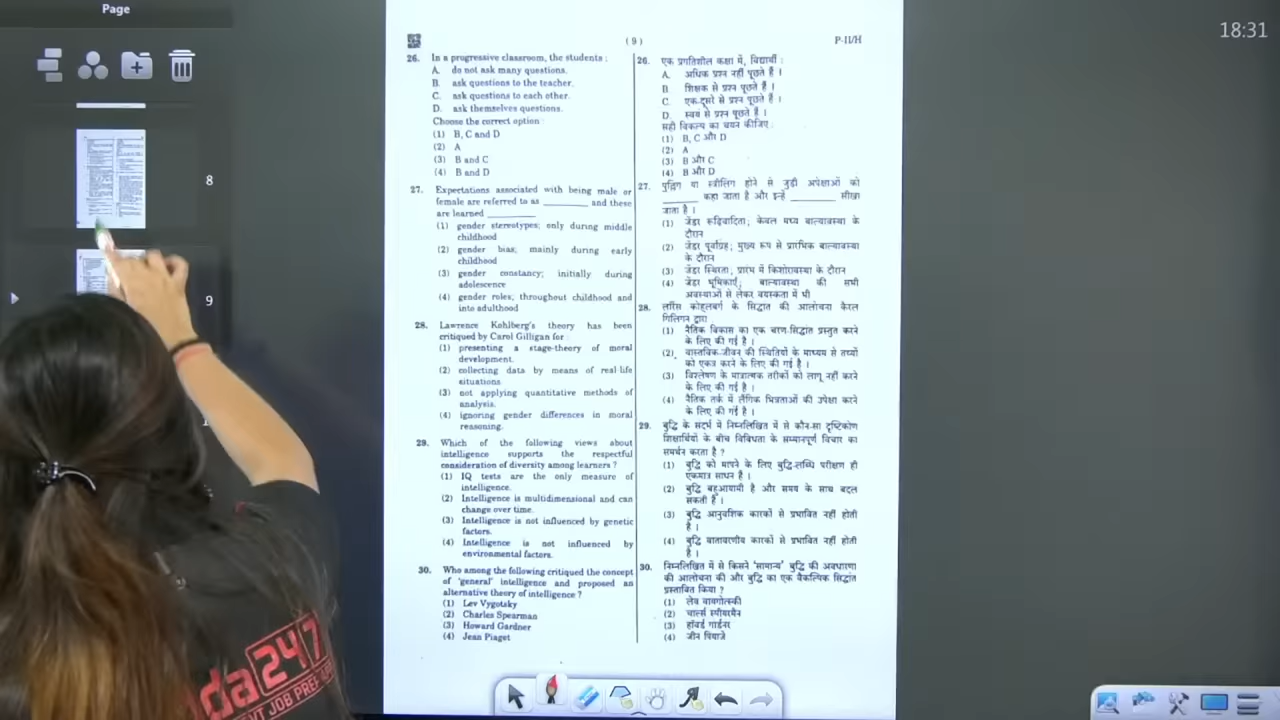 Page
18:31
8
9
( 9 )
P-II/H
26. In a progressive classroom, the students :
A. do not ask many questions.
B. ask questions to the teacher.
C. ask questions to each other.
D. ask themselves questions.
Choose the correct option :
(1) B, C and D
(2) A
(3) B and C
(4) B and D
27. Expectations associated with being male or
female are referred to as ________ and these
are learned ________
(1) gender stereotypes; only during middle
childhood
(2) gender bias; mainly during early
childhood
(3) gender constancy; initially during
adolescence
(4) gender roles; throughout childhood and
into adulthood
28. Lawrence Kohlberg's theory has been
critiqued by Carol Gilligan for :
(1) presenting a stage-theory of moral
development.
(2) collecting data by means of real-life
situations
(3) not applying quantitative methods of
analysis.
(4) ignoring gender differences in moral
reasoning.
29. Which of the following views about
intelligence supports the respectful
consideration of diversity among learners ?
(1) IQ tests are the only measure of
intelligence.
(2) Intelligence is multidimensional and can
change over time.
(3) Intelligence is not influenced by genetic
factors.
(4) Intelligence is not influenced by
environmental factors.
30. Who among the following critiqued the concept
of 'general' intelligence and proposed an
alternative theory of intelligence ?
(1) Lev Vygotsky
(2) Charles Spearman
(3) Howard Gardner
(4) Jean Piaget
26. एक प्रगतिशील कक्षा में, विद्यार्थी :
A. अधिक प्रश्न नहीं पूछते हैं ।
B. शिक्षक से प्रश्न पूछते हैं ।
C. एक-दूसरे से प्रश्न पूछते हैं ।
D. स्वयं से प्रश्न पूछते हैं ।
सही विकल्प का चयन कीजिए :
(1) B, C और D
(2) A
(3) B और C
(4) B और D
27. पुल्लिंग या स्त्रीलिंग होने से जुड़ी अपेक्षाओं को
________ कहा जाता है और इन्हें ________ सीखा
जाता है ।
(1) जेंडर रूढ़िवादिता; केवल मध्य बाल्यावस्था के
दौरान
(2) जेंडर पूर्वाग्रह; मुख्य रूप से प्रारंभिक बाल्यावस्था
के दौरान
(3) जेंडर स्थिरता; प्रारंभ में किशोरावस्था के दौरान
(4) जेंडर भूमिकाएँ; बाल्यावस्था की सभी
अवस्थाओं से लेकर वयस्कता में भी
28. लॉरेंस कोहलबर्ग के सिद्धांत की आलोचना कैरल
गिलिगन द्वारा
(1) नैतिक विकास का एक चरण-सिद्धांत प्रस्तुत करने
के लिए की गई है ।
(2) वास्तविक-जीवन की स्थितियों के माध्यम से तथ्यों
को एकत्र करने के लिए की गई है ।
(3) विश्लेषण के मात्रात्मक तरीकों को लागू नहीं करने
के लिए की गई है ।
(4) नैतिक तर्क में लैंगिक भिन्नताओं की उपेक्षा करने
के लिए की गई है ।
29. बुद्धि के संदर्भ में निम्नलिखित में से कौन-सा दृष्टिकोण
शिक्षार्थियों के बीच विविधता के सम्मानपूर्ण विचार का
समर्थन करता है ?
(1) बुद्धि को मापने के लिए बुद्धि-लब्धि परीक्षण ही
एकमात्र साधन हैं ।
(2) बुद्धि बहुआयामी है और समय के साथ बदल
सकती है ।
(3) बुद्धि आनुवंशिक कारकों से प्रभावित नहीं होती
है ।
(4) बुद्धि वातावरणीय कारकों से प्रभावित नहीं होती
है ।
30. निम्नलिखित में से किसने 'सामान्य' बुद्धि की अवधारणा
की आलोचना की और बुद्धि का एक वैकल्पिक सिद्धांत
प्रस्तावित किया ?
(1) लेव वायगोत्स्की
(2) चार्ल्स स्पीयरमैन
(3) हॉवर्ड गार्डनर
(4) जीन पियाजे
da247